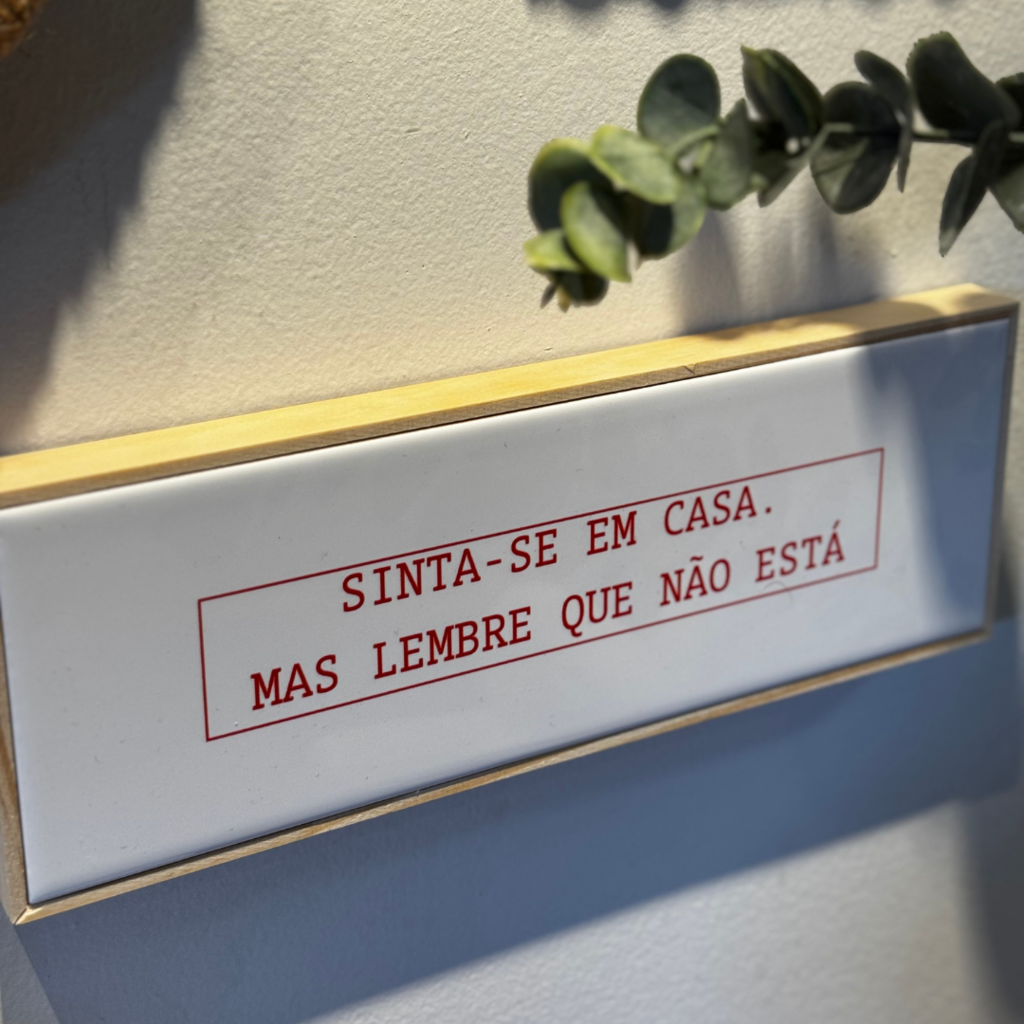 SINTA-SE EM CASA.
MAS LEMBRE QUE NÃO ESTÁ